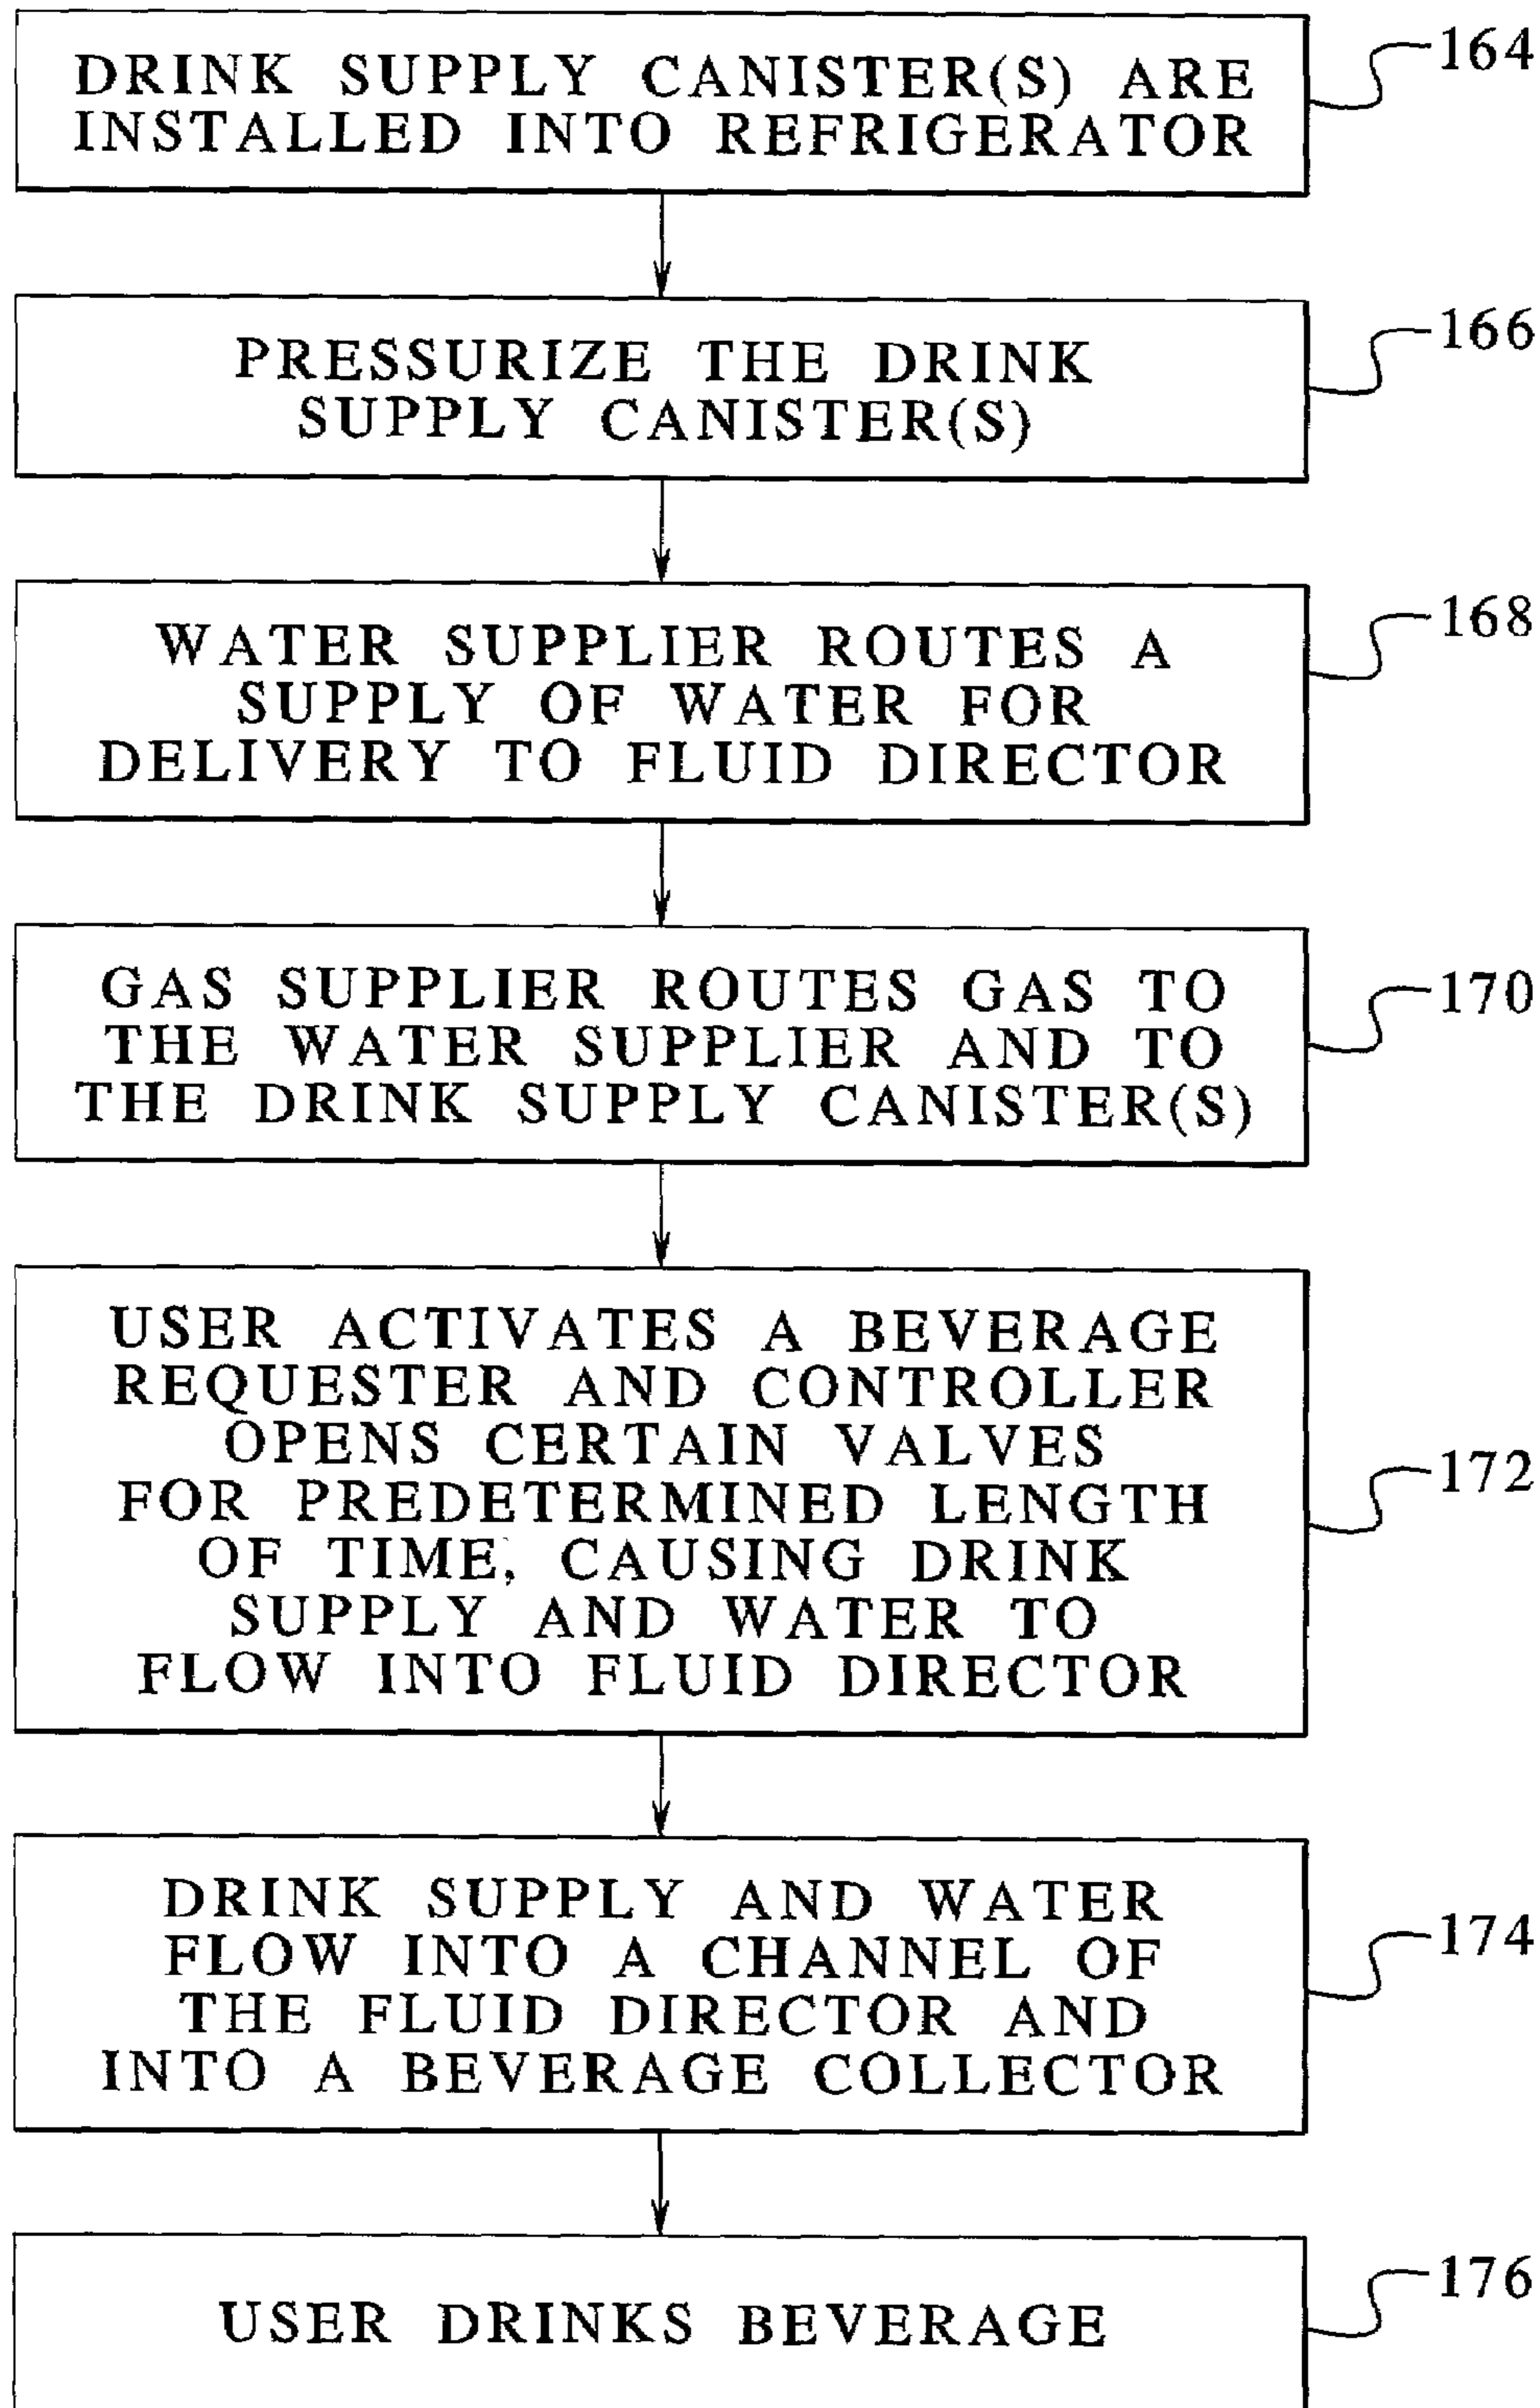 DRINK SUPPLY CANISTER(S) ARE
INSTALLED INTO REFRIGERATOR
164
PRESSURIZE THE DRINK
SUPPLY CANISTER(S)
166
WATER SUPPLIER ROUTES A
SUPPLY OF WATER FOR
DELIVERY TO FLUID DIRECTOR
168
GAS SUPPLIER ROUTES GAS TO
THE WATER SUPPLIER AND TO
THE DRINK SUPPLY CANISTER(S)
170
USER ACTIVATES A BEVERAGE
REQUESTER AND CONTROLLER
OPENS CERTAIN VALVES
FOR PREDETERMINED LENGTH
OF TIME, CAUSING DRINK
SUPPLY AND WATER TO
FLOW INTO FLUID DIRECTOR
172
DRINK SUPPLY AND WATER
FLOW INTO A CHANNEL OF
THE FLUID DIRECTOR AND
INTO A BEVERAGE COLLECTOR
174
USER DRINKS BEVERAGE
176